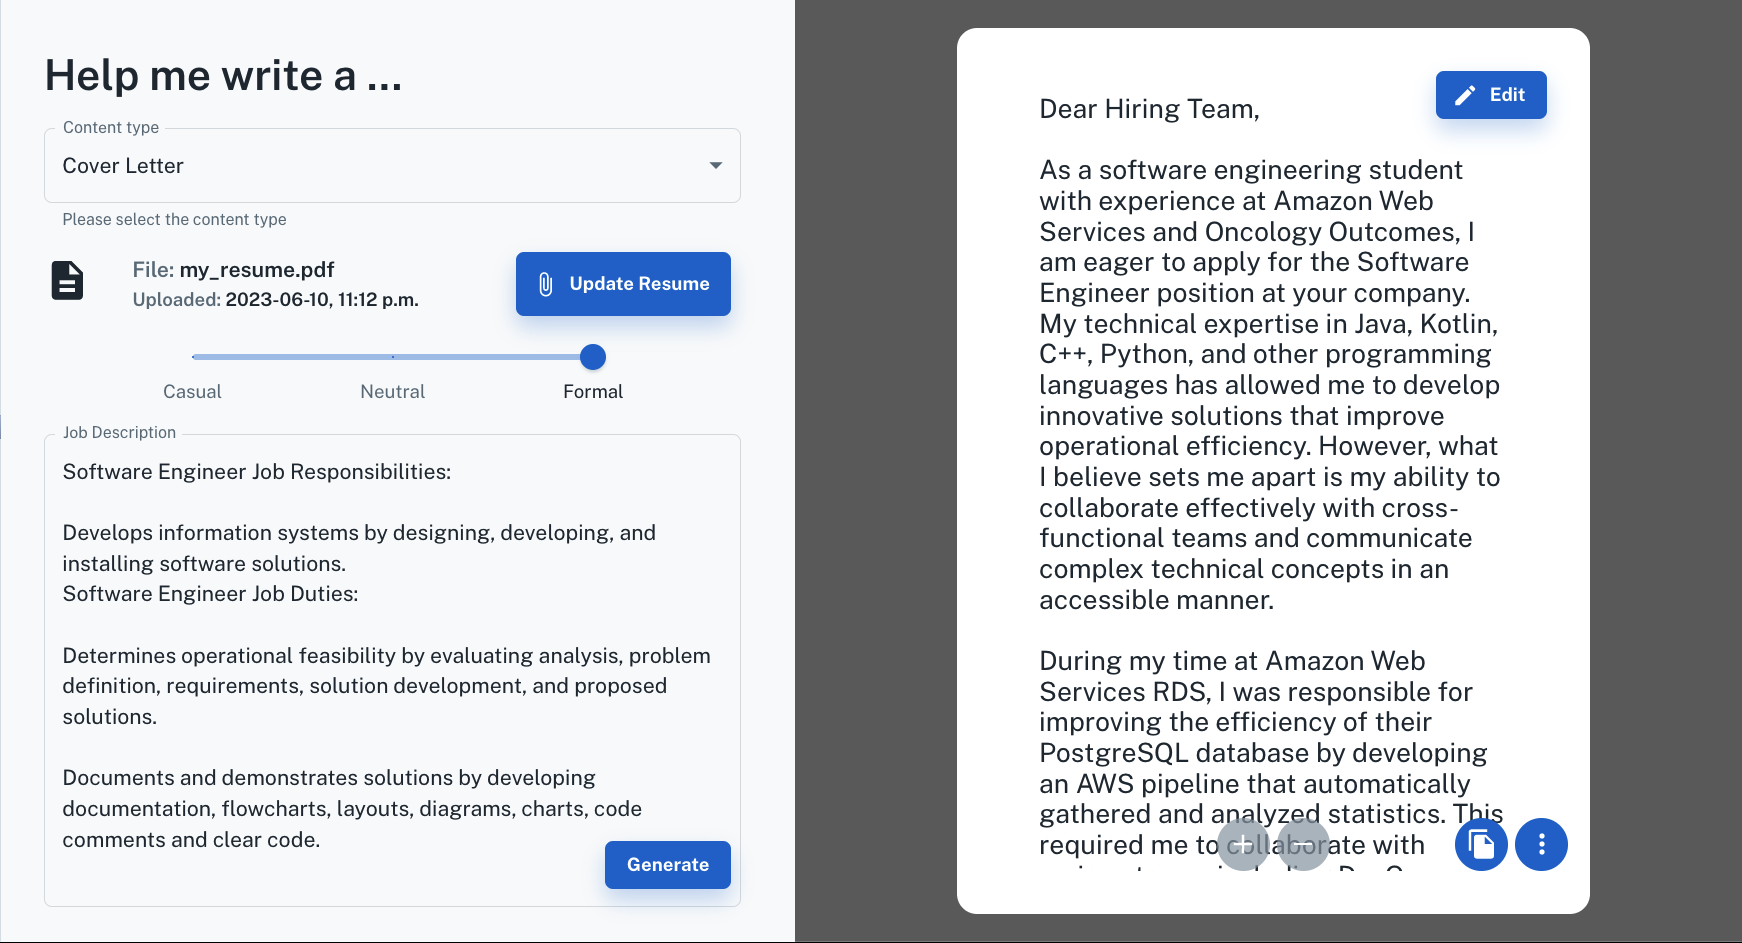 Help me write a ...
Content type
Cover Letter
Please select the content type
File: my_resume.pdf
Uploaded: 2023-06-10, 11:12 p.m.
Update Resume
Casual
Neutral
Formal
Job Description
Software Engineer Job Responsibilities:
Develops information systems by designing, developing, and
installing software solutions.
Software Engineer Job Duties:
Determines operational feasibility by evaluating analysis, problem
definition, requirements, solution development, and proposed
solutions.
Documents and demonstrates solutions by developing
documentation, flowcharts, layouts, diagrams, charts, code
comments and clear code.
Generate
Edit
Dear Hiring Team,
As a software engineering student
with experience at Amazon Web
Services and Oncology Outcomes, I
am eager to apply for the Software
Engineer position at your company.
My technical expertise in Java, Kotlin,
C++, Python, and other programming
languages has allowed me to develop
innovative solutions that improve
operational efficiency. However, what
I believe sets me apart is my ability to
collaborate effectively with cross-
functional teams and communicate
complex technical concepts in an
accessible manner.
During my time at Amazon Web
Services RDS, I was responsible for
improving the efficiency of their
PostgreSQL database by developing
an AWS pipeline that automatically
gathered and analyzed statistics. This
required me to collaborate with